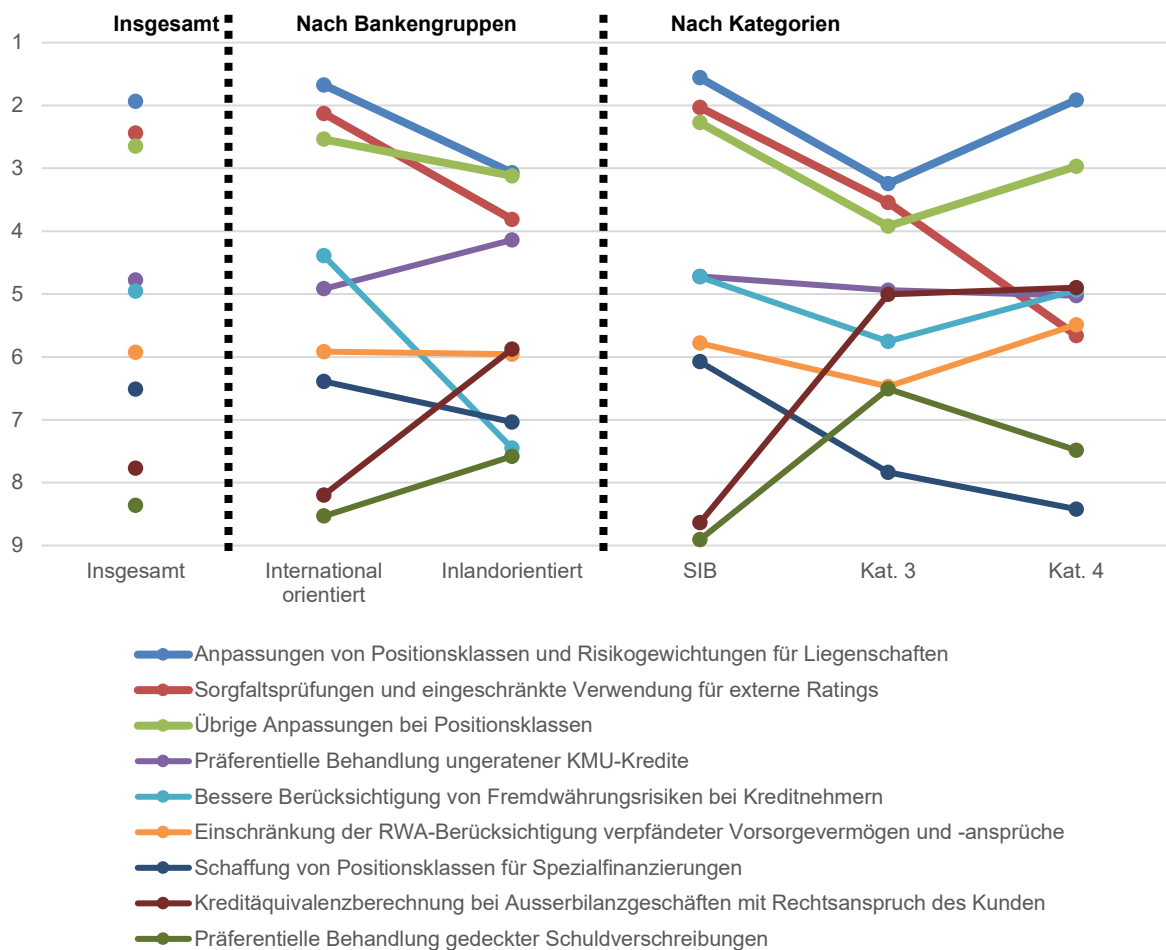 Insgesamt
Nach Bankengruppen
Nach Kategorien
1
2
3
4
5
6
7
8
9
Insgesamt
International
orientiert
Inlandorientiert
SIB
Kat. 3
Kat. 4
Anpassungen von Positionsklassen und Risikogewichtungen für Liegenschaften
Sorgfaltsprüfungen und eingeschränkte Verwendung für externe Ratings
Übrige Anpassungen bei Positionsklassen
Präferentielle Behandlung ungeratener KMU-Kredite
Bessere Berücksichtigung von Fremdwährungsrisiken bei Kreditnehmern
Einschränkung der RWA-Berücksichtigung verpfändeter Vorsorgevermögen und -ansprüche
Schaffung von Positionsklassen für Spezialfinanzierungen
Kreditäquivalenzberechnung bei Ausserbilanzgeschäften mit Rechtsanspruch des Kunden
Präferentielle Behandlung gedeckter Schuldverschreibungen